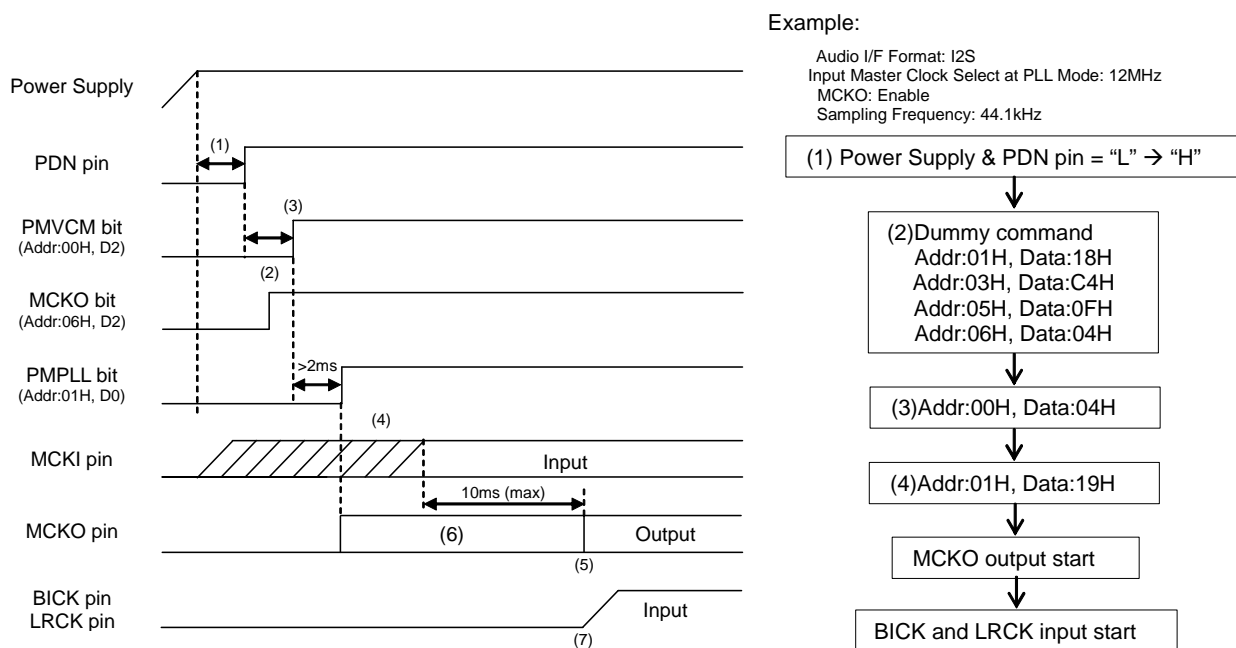 Example:
Audio I/F Format: I2S
Input Master Clock Select at PLL Mode: 12MHz
MCKO: Enable
Sampling Frequency: 44.1kHz
Power Supply
(1)
PDN pin
(3)
PMVCM bit
(Addr:00H, D2)
(2)
MCKO bit
(Addr:06H, D2)
>2ms
PMPLL bit
(Addr:01H, D0)
(4)
MCKI pin
Input
10ms (max)
MCKO pin
(6)
Output
(5)
BICK pin
LRCK pin
Input
(7)
(1) Power Supply & PDN pin = “L” → “H”
(2)Dummy command
Addr:01H, Data:18H
Addr:03H, Data:C4H
Addr:05H, Data:0FH
Addr:06H, Data:04H
(3)Addr:00H, Data:04H
(4)Addr:01H, Data:19H
MCKO output start
BICK and LRCK input start